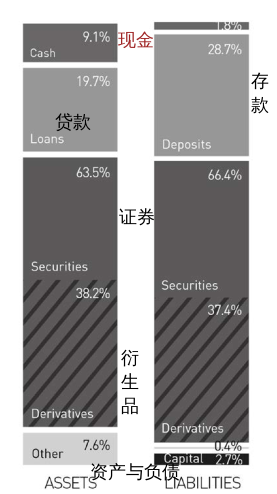 9.1%
Cash
现金
19.7%
贷款
Loans
63.5%
证券
Securities
38.2%
衍生品
Derivatives
7.6%
Other
ASSETS
1.8%
28.7%
存款
Deposits
66.4%
Securities
37.4%
Derivatives
0.4%
Capital 2.7%
LIABILITIES
资产与负债